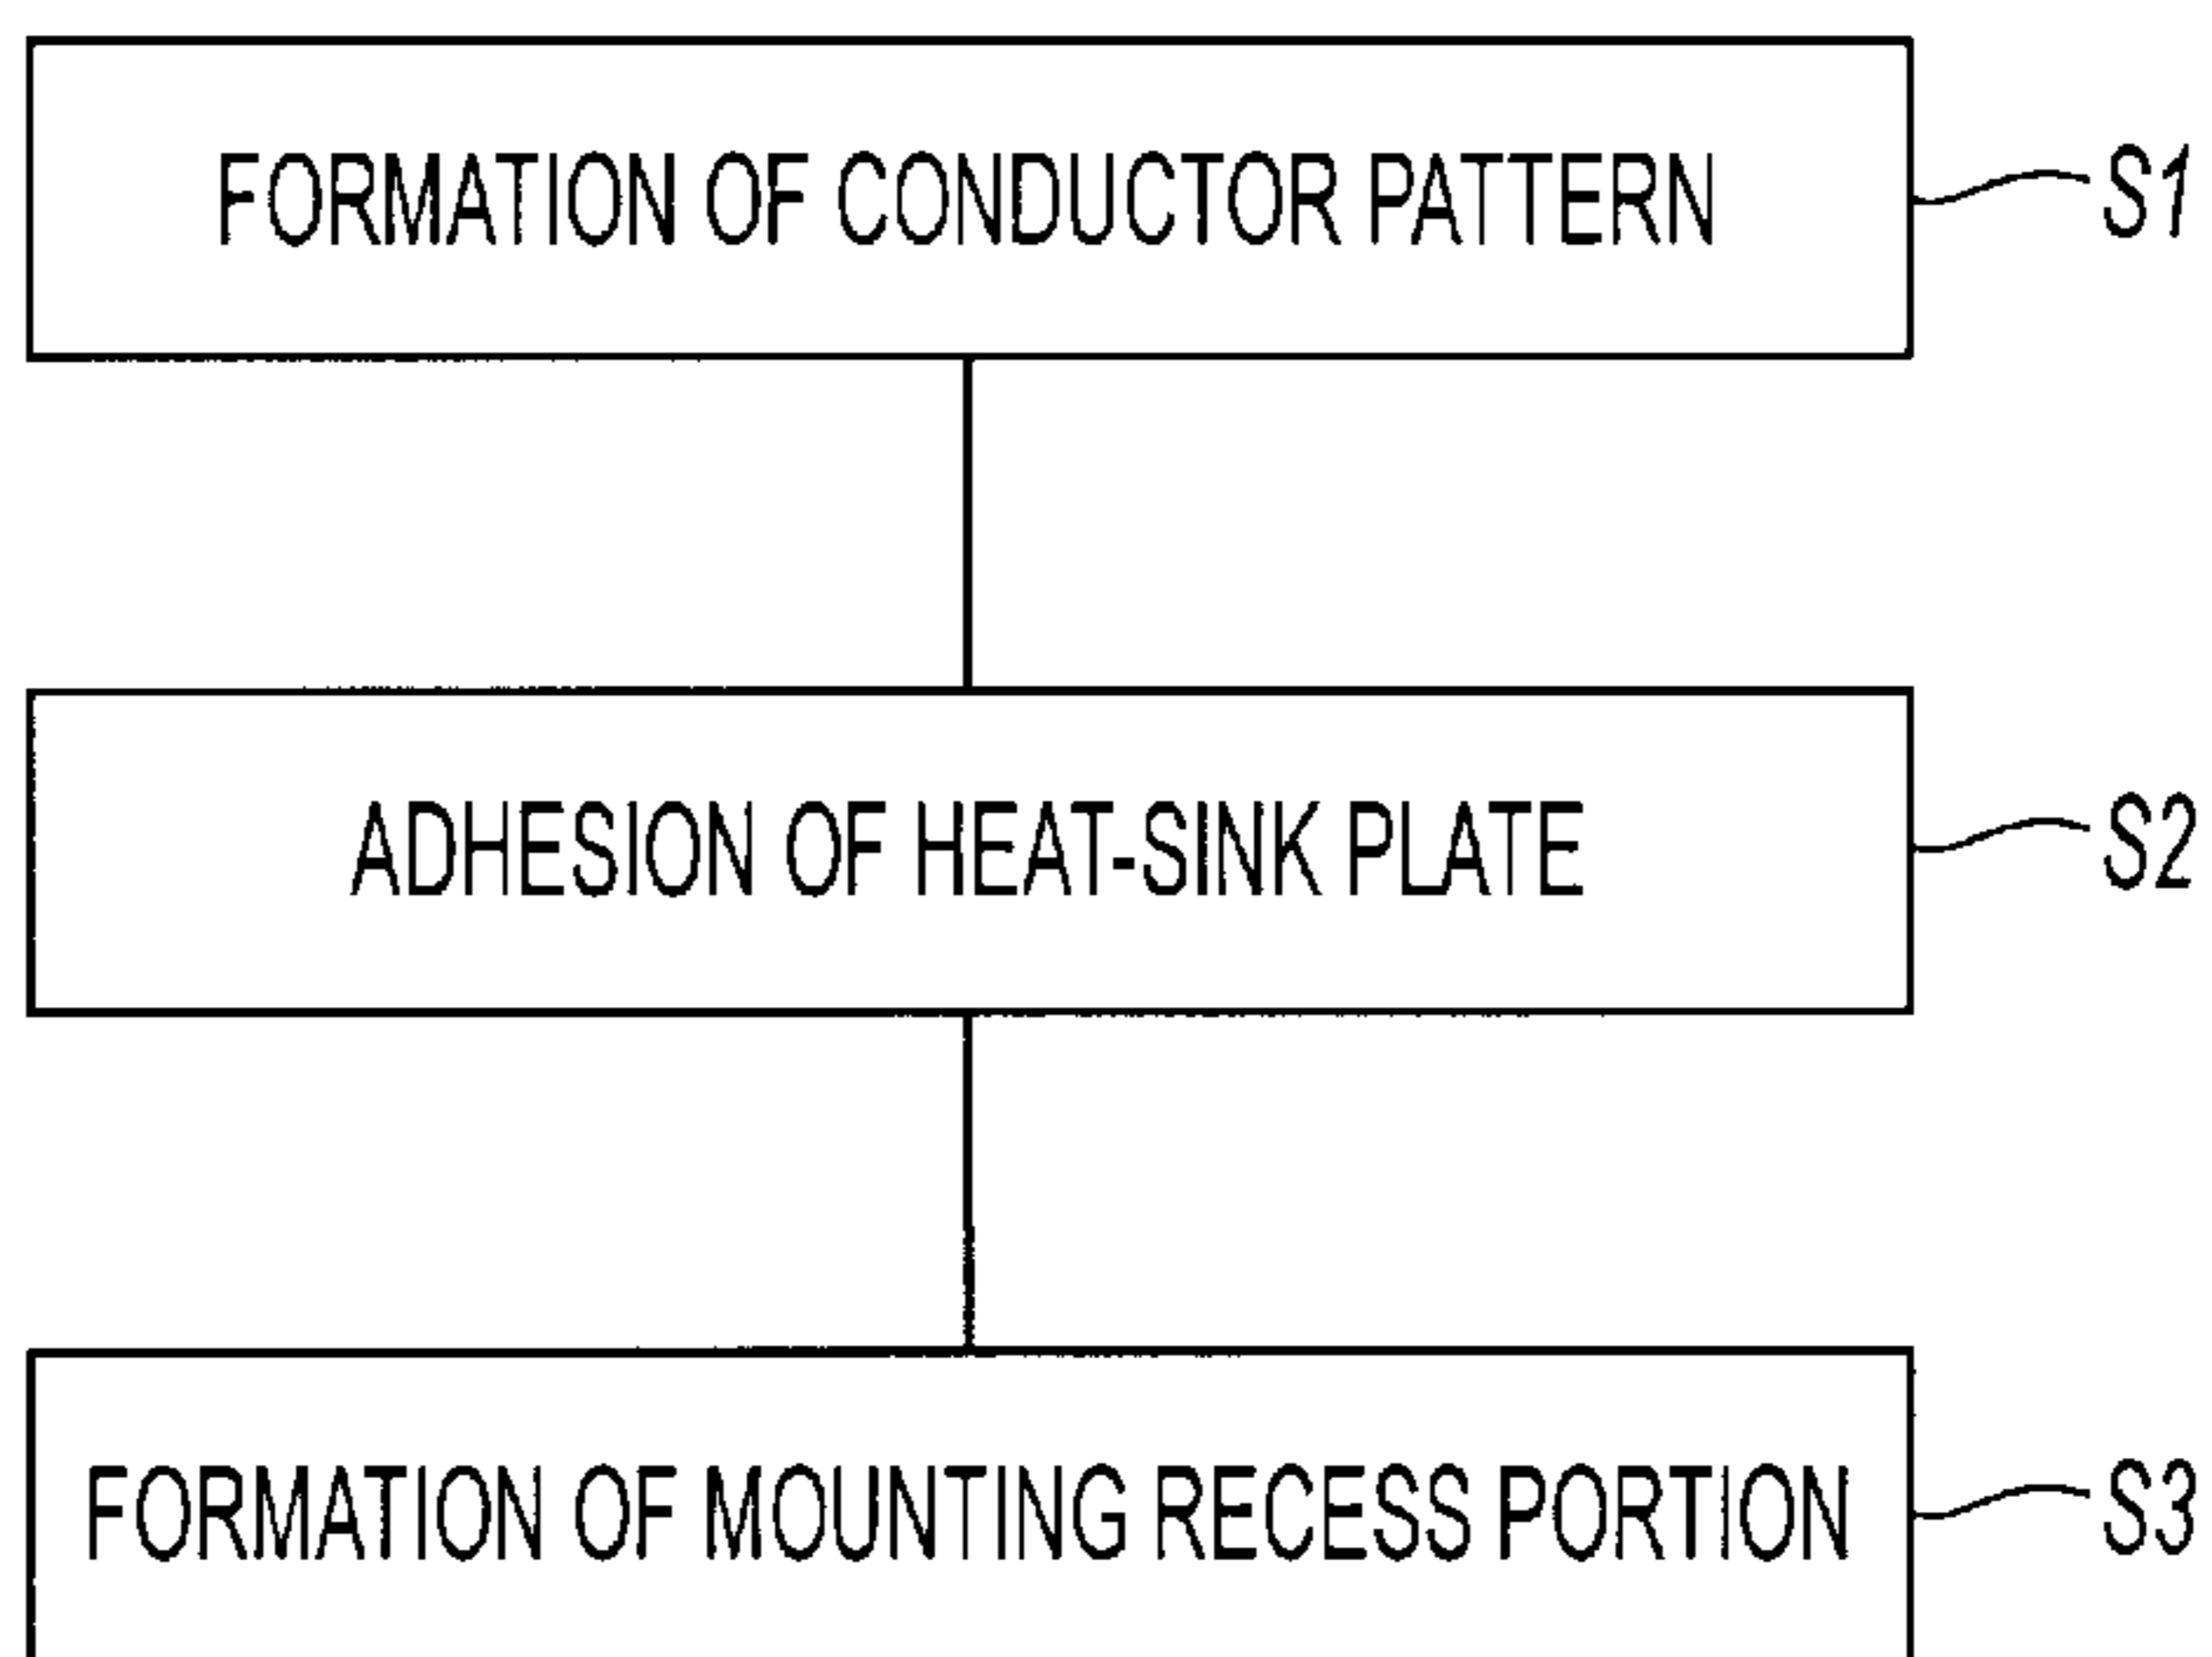 FORMATION OF CONDUCTOR PATTERN S1
ADHESION OF HEAT-SINK PLATE S2
FORMATION OF MOUNTING RECESS PORTION S3